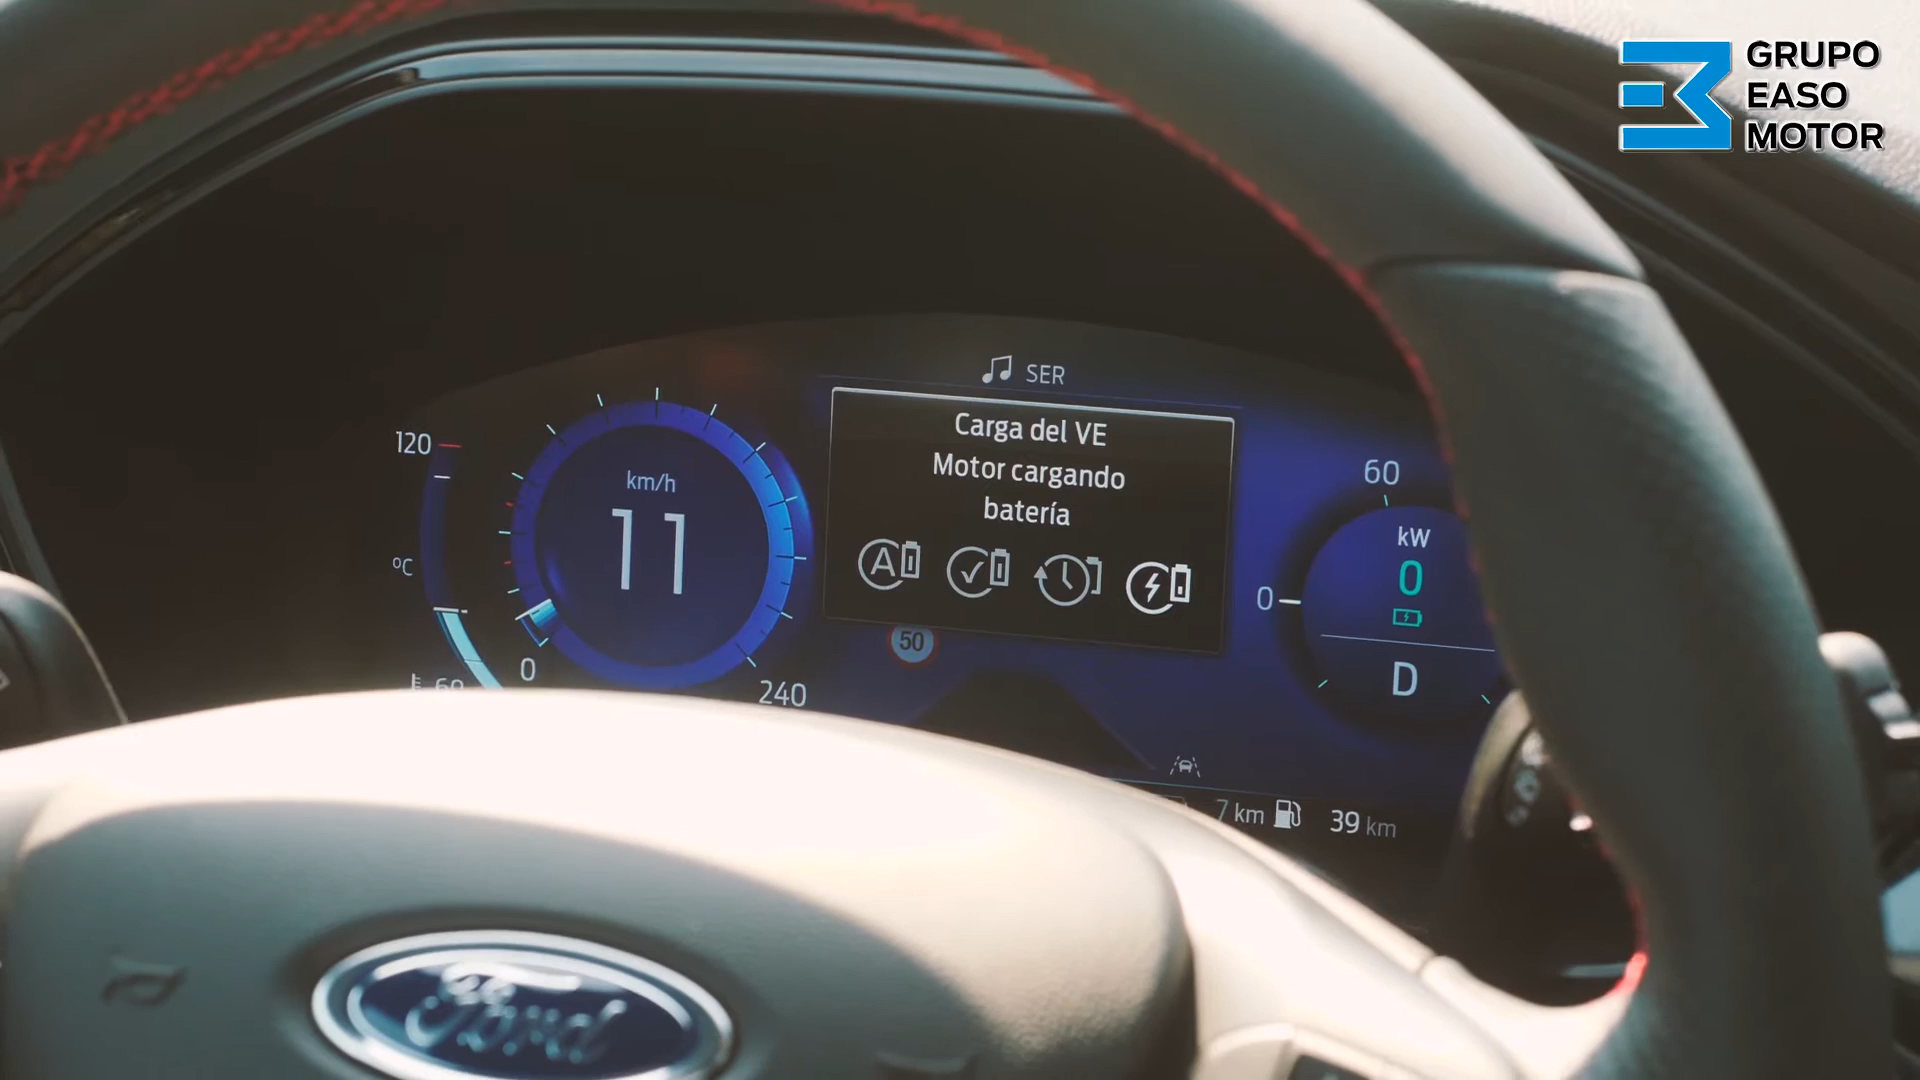 GRUPO
EASO
MOTOR
SER
Carga del VE
Motor cargando
batería
A
120
km/h
11
ºC
0
240
50
60
kW
0
0
D
7 km
39 km
Ford